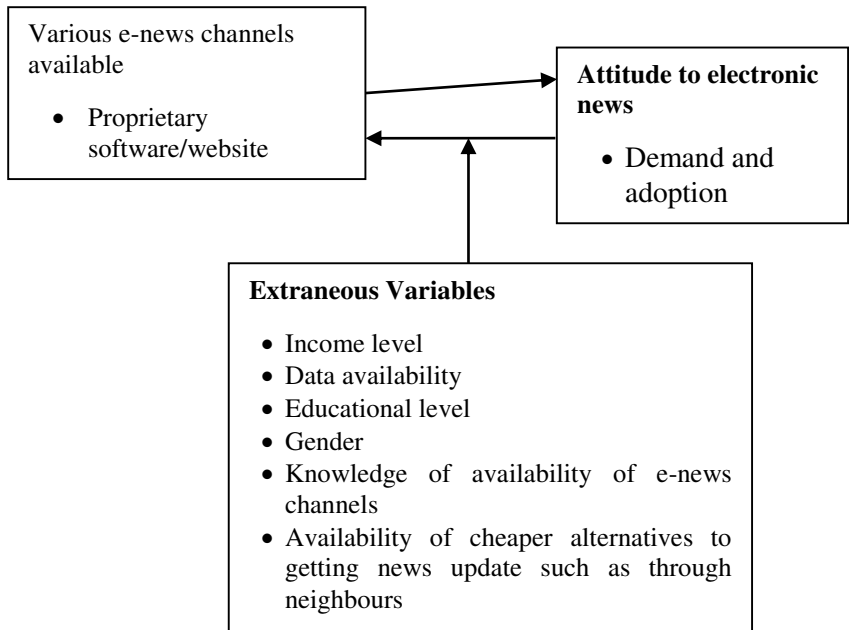 Various e-news channels
available
• Proprietary
software/website
Attitude to electronic
news
• Demand and
adoption
Extraneous Variables
• Income level
• Data availability
• Educational level
• Gender
• Knowledge of availability of e-news
channels
• Availability of cheaper alternatives to
getting news update such as through
neighbours